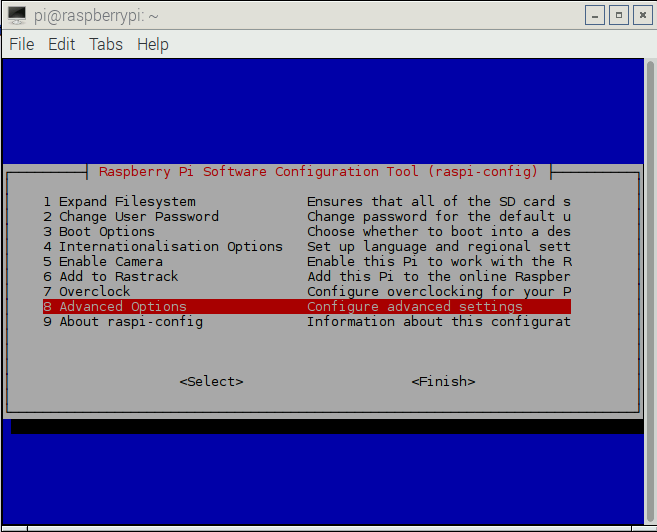 pi@raspberrypi: ~
File Edit Tabs Help
Raspberry Pi Software Configuration Tool (raspi-config)
1 Expand Filesystem Ensures that all of the SD card s
2 Change User Password Change password for the default u
3 Boot Options Choose whether to boot into a des
4 Internationalisation Options Set up language and regional sett
5 Enable Camera Enable this Pi to work with the R
6 Add to Rastrack Add this Pi to the online Raspber
7 Overclock Configure overclocking for your P
8 Advanced Options Configure advanced settings
9 About raspi-config Information about this configurat
<Select> <Finish>